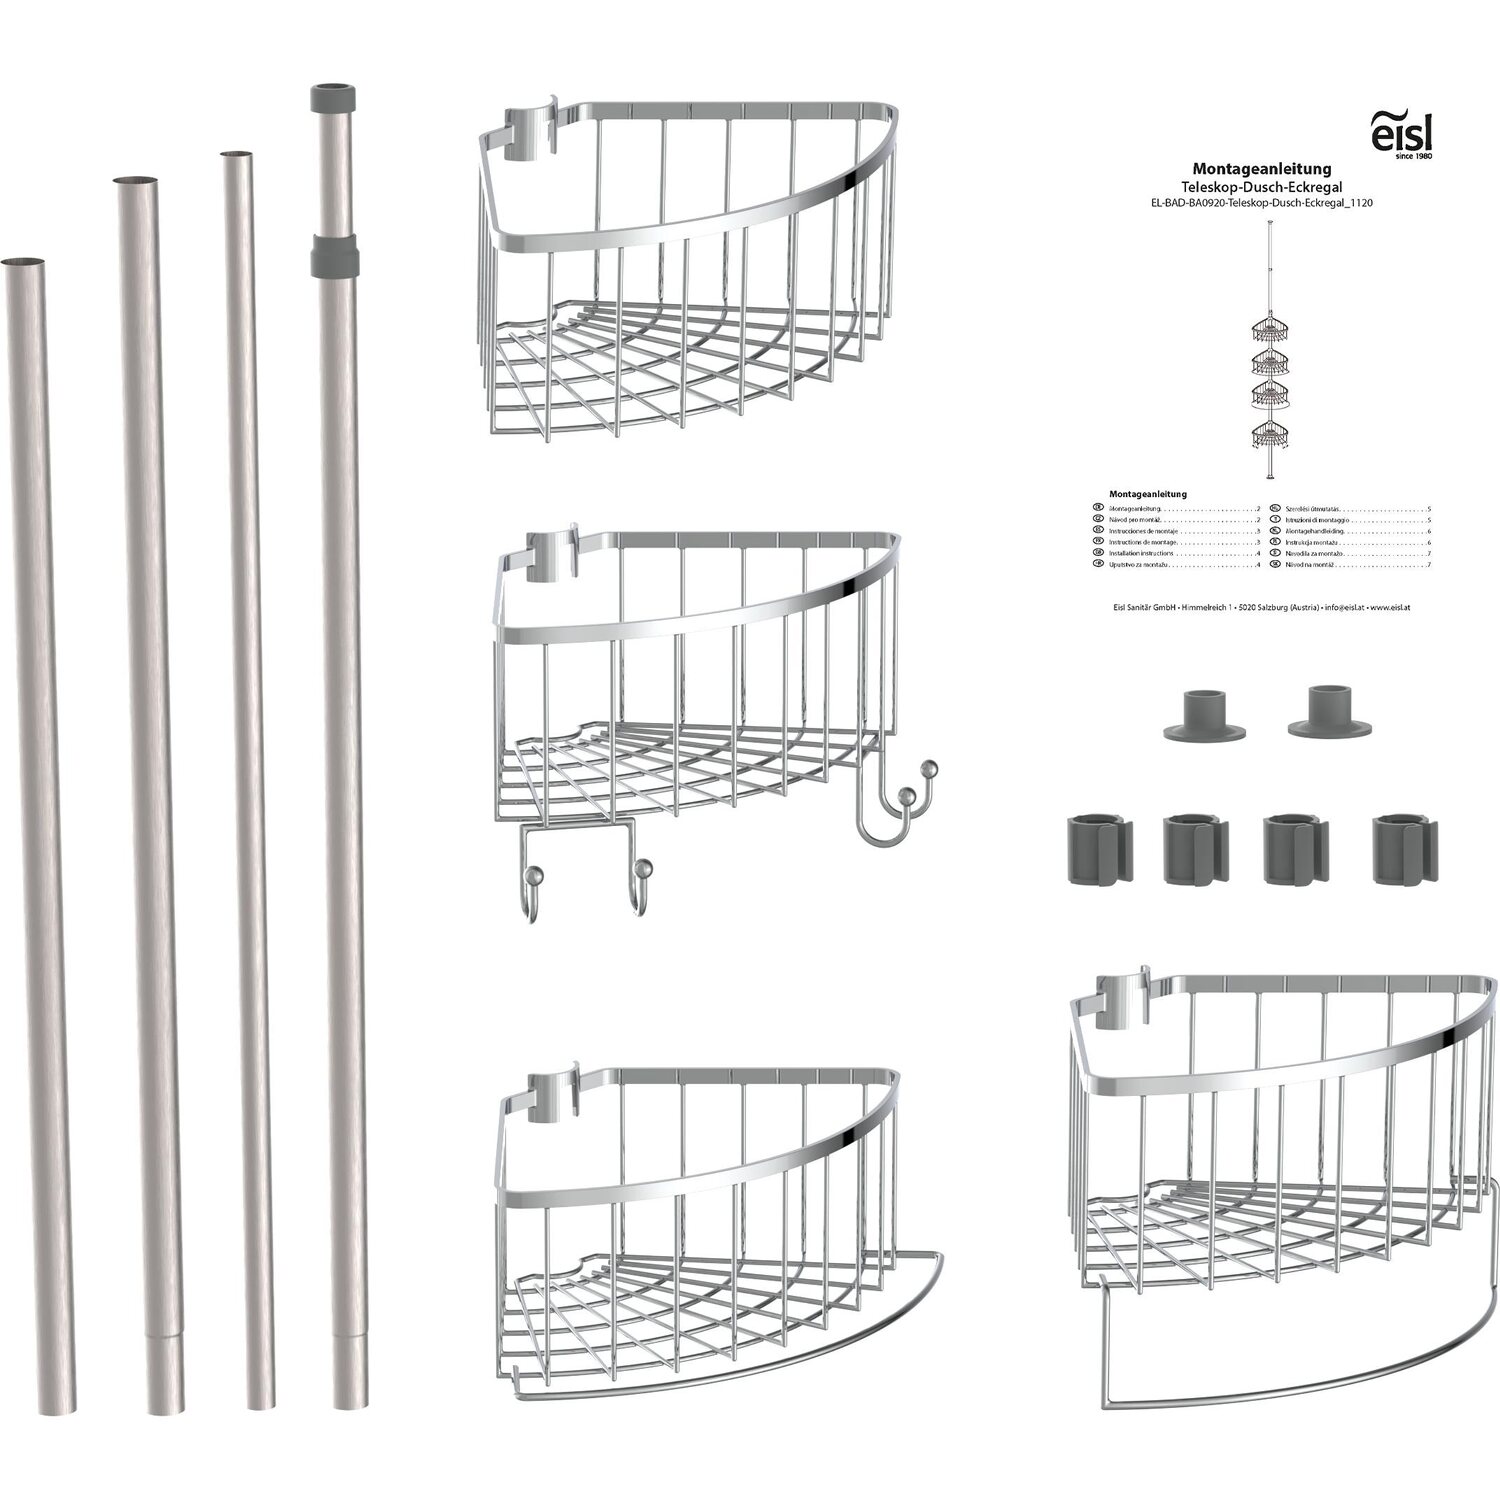 eisl
since 1980
Montageanleitung
Teleskop-Dusch-Eckregal
EL-BAD-BA0920-Teleskop-Dusch-Eckregal_1120
Montageanleitung
Montageanleitung. . . . . . . . . . . . . . . . . 2
Návod pro montáž. . . . . . . . . . . . . . . . . 2
Instrucciones de montaje . . . . . . . . . . . . . 3
Instructions de montage. . . . . . . . . . . . . . 3
Installation instructions . . . . . . . . . . . . . . 4
Uputstvo za montažu. . . . . . . . . . . . . . . . 4
Szerelési útmutatás. . . . . . . . . . . . . . . . . 5
Istruzioni di montaggio . . . . . . . . . . . . . . 5
Montagehandleiding. . . . . . . . . . . . . . . . 6
Instrukcja montażu . . . . . . . . . . . . . . . . 6
Navodila za montažo. . . . . . . . . . . . . . . . 7
Návod na montáž. . . . . . . . . . . . . . . . . 7
Eisl Sanitär GmbH • Himmelreich 1 • 5020 Salzburg (Austria) • info@eisl.at • www.eisl.at